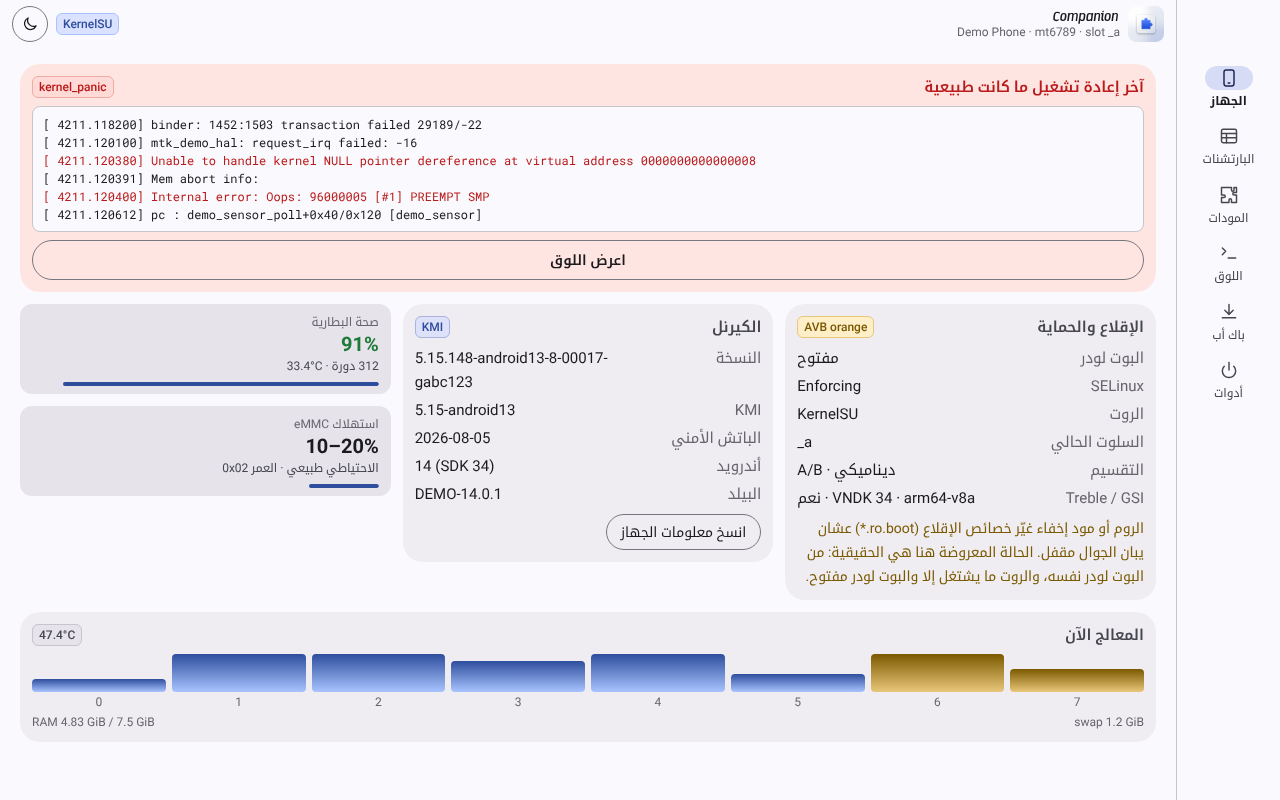 Companion
Demo Phone · mt6789 · slot _a
KernelSU
الجهاز
البارتشنات
المودات
اللوق
باك أب
أدوات
آخر إعادة تشغيل ما كانت طبيعية
kernel_panic
[ 4211.118200] binder: 1452:1503 transaction failed 29189/-22
[ 4211.120100] mtk_demo_hal: request_irq failed: -16
[ 4211.120380] Unable to handle kernel NULL pointer dereference at virtual address 0000000000000008
[ 4211.120391] Mem abort info:
[ 4211.120400] Internal error: Oops: 96000005 [#1] PREEMPT SMP
[ 4211.120612] pc : demo_sensor_poll+0x40/0x120 [demo_sensor]
اعرض اللوق
الإقلاع والحماية
AVB orange
البوت لودر مفتوح
SELinux Enforcing
الروت KernelSU
السلوت الحالي _a
التقسيم A/B · ديناميكي
Treble / GSI نعم · VNDK 34 · arm64-v8a
الروم أو مود إخفاء غيّر خصائص الإقلاع (ro.boot.*) عشان
يبان الجوال مقفل. الحالة المعروضة هنا هي الحقيقية: من
البوت لودر نفسه، والروت ما يشتغل إلا والبوت لودر مفتوح.
الكيرنل
KMI
النسخة 5.15.148-android13-8-00017-
gabc123
KMI 5.15-android13
الباتش الأمني 2026-08-05
أندرويد 14 (SDK 34)
البيلد DEMO-14.0.1
انسخ معلومات الجهاز
صحة البطارية
91%
312 دورة · 33.4°C
استهلاك eMMC
10–20%
الاحتياطي طبيعي · العمر 0x02
المعالج الآن
47.4°C
0 1 2 3 4 5 6 7
RAM 4.83 GiB / 7.5 GiB
swap 1.2 GiB